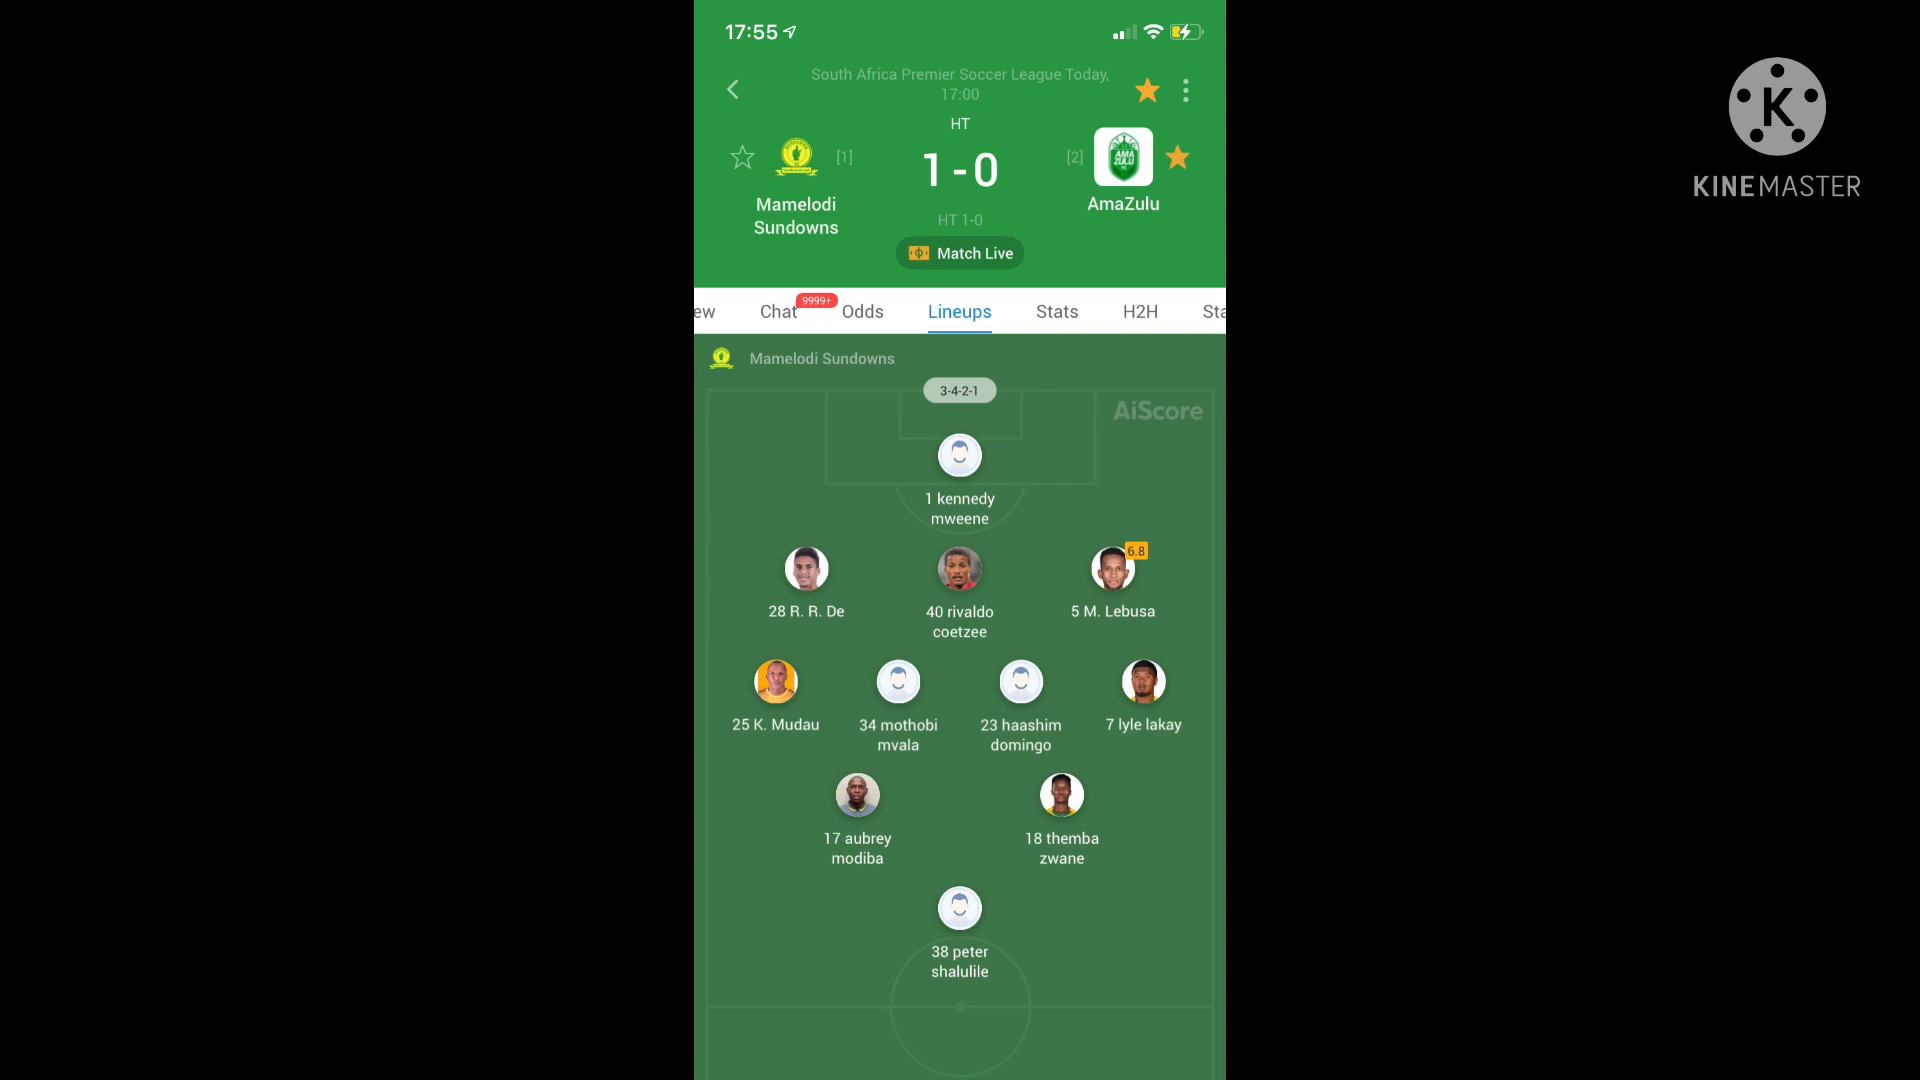 17:55
South Africa Premier Soccer League Today,
17:00
HT
[1]
1 - 0
[2]
AMA
ZULU
Mamelodi
Sundowns
AmaZulu
HT 1-0
Match Live
ew
Chat
9999+
Odds
Lineups
Stats
H2H
Sta
Mamelodi Sundowns
3-4-2-1
AiScore
1 kennedy
mweene
6.8
28 R. R. De
40 rivaldo
coetzee
5 M. Lebusa
25 K. Mudau
34 mothobi
mvala
23 haashim
domingo
7 lyle lakay
17 aubrey
modiba
18 themba
zwane
38 peter
shalulile
K
KINEMASTER